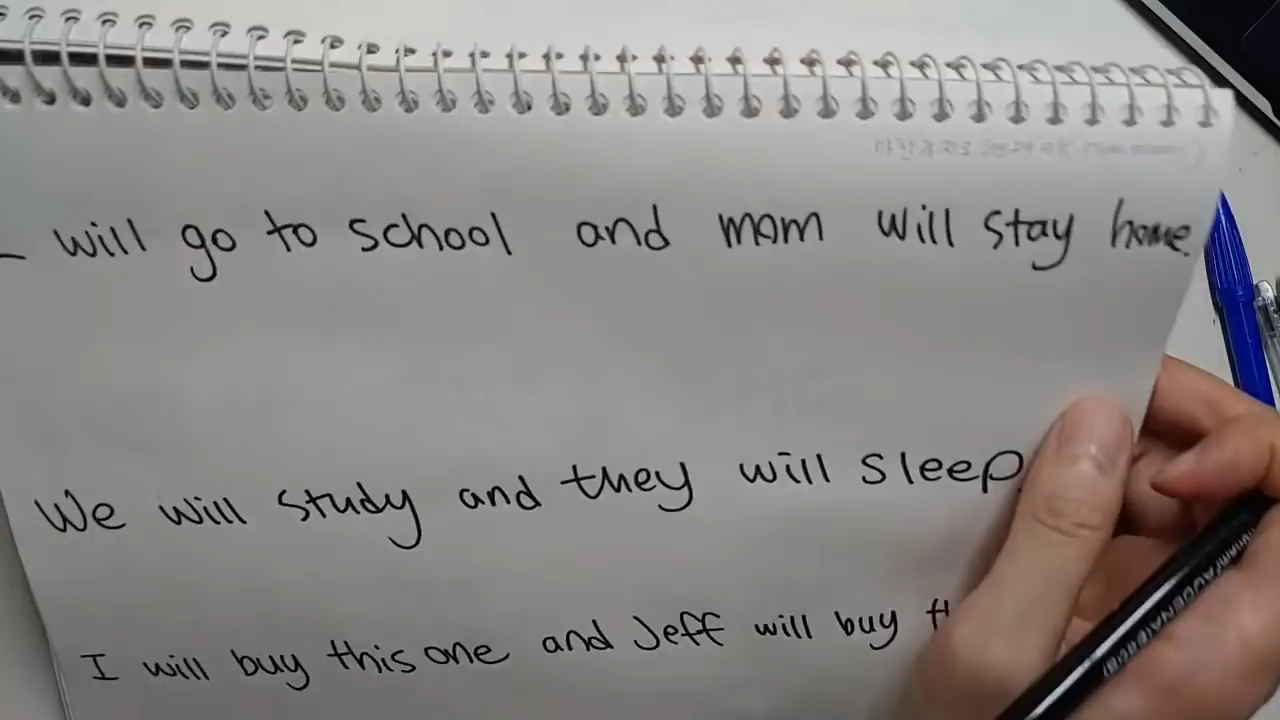 will go to school and mom will stay home.
We will study and they will sleep.
I will buy this one and Jeff will buy